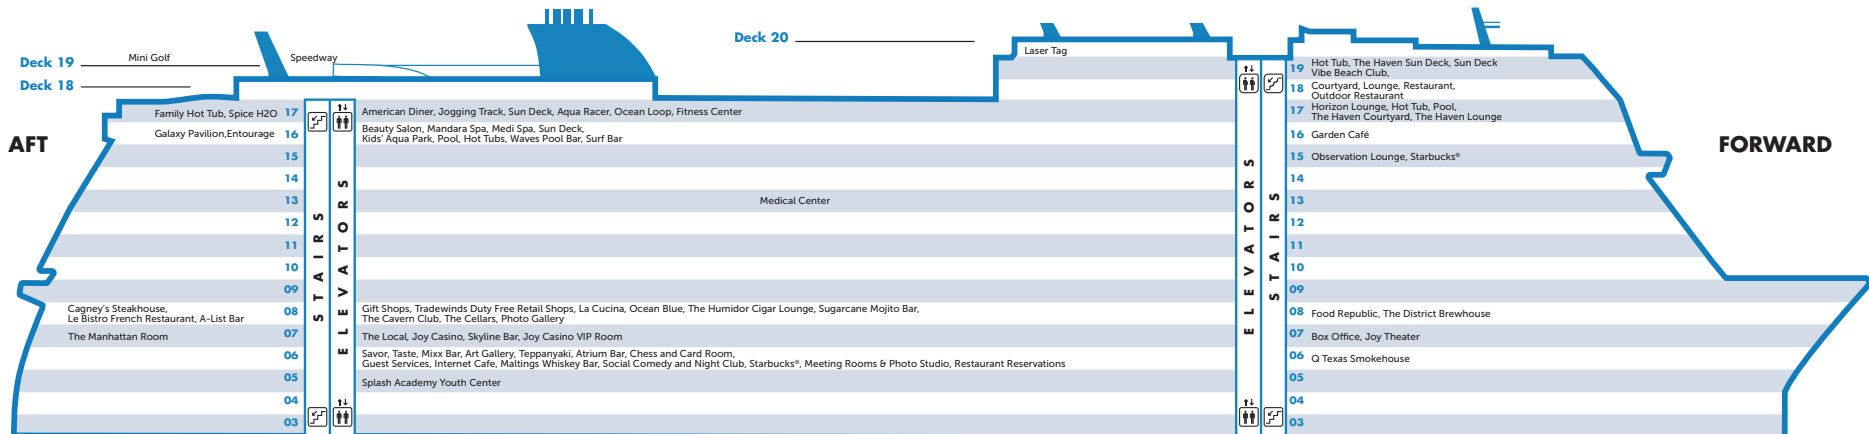 Deck 20
Deck 19
Mini Golf
Speedway
Laser Tag
Deck 18
AFT
FORWARD
Family Hot Tub, Spice H2O
17
Galaxy Pavilion,Entourage
16
15
14
13
12
11
10
09
Cagney's Steakhouse,
Le Bistro French Restaurant, A-List Bar
08
The Manhattan Room
07
06
05
04
03
STAIRS
ELEVATORS
American Diner, Jogging Track, Sun Deck, Aqua Racer, Ocean Loop, Fitness Center
Beauty Salon, Mandara Spa, Medi Spa, Sun Deck,
Kids' Aqua Park, Pool, Hot Tubs, Waves Pool Bar, Surf Bar
Medical Center
Gift Shops, Tradewinds Duty Free Retail Shops, La Cucina, Ocean Blue, The Humidor Cigar Lounge, Sugarcane Mojito Bar,
The Cavern Club, The Cellars, Photo Gallery
The Local, Joy Casino, Skyline Bar, Joy Casino VIP Room
Savor, Taste, Mixx Bar, Art Gallery, Teppanyaki, Atrium Bar, Chess and Card Room,
Guest Services, Internet Cafe, Maltings Whiskey Bar, Social Comedy and Night Club, Starbucks®, Meeting Rooms & Photo Studio, Restaurant Reservations
Splash Academy Youth Center
ELEVATORS
STAIRS
19
Hot Tub, The Haven Sun Deck, Sun Deck
Vibe Beach Club,
18
Courtyard, Lounge, Restaurant,
Outdoor Restaurant
17
Horizon Lounge, Hot Tub, Pool,
The Haven Courtyard, The Haven Lounge
16
Garden Café
15
Observation Lounge, Starbucks®
14
13
12
11
10
09
08
Food Republic, The District Brewhouse
07
Box Office, Joy Theater
06
Q Texas Smokehouse
05
04
03